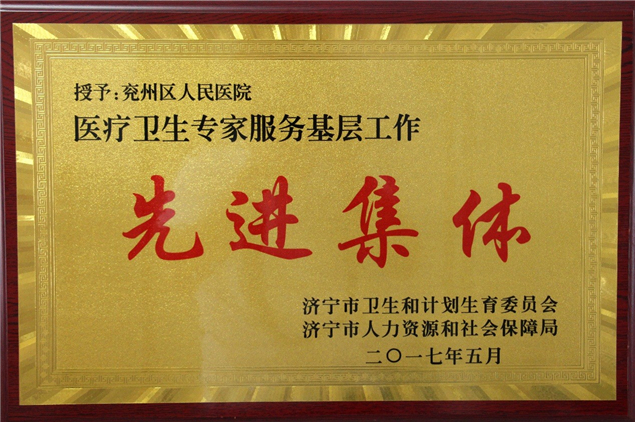 授予：兖州区人民医院
医疗卫生专家服务基层工作
先进集体
济宁市卫生和计划生育委员会
济宁市人力资源和社会保障局
二〇一七年五月